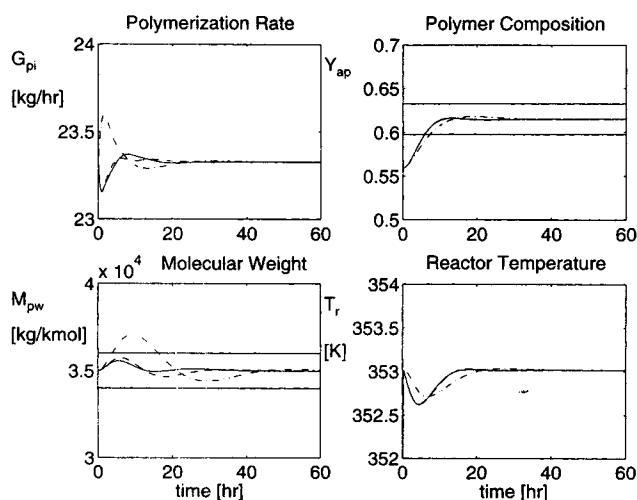 Polymerization Rate
24
G_pi
[kg/hr]
23.5
23
0 20 40 60
Polymer Composition
0.7
Y_ap
0.65
0.6
0.55
0.5
0 20 40 60
x 10^4 Molecular Weight
4
M_pw
[kg/kmol]
3.5
3
0 20 40 60
time [hr]
Reactor Temperature
354
T_r
353.5
[K]
353
352.5
352
0 20 40 60
time [hr]